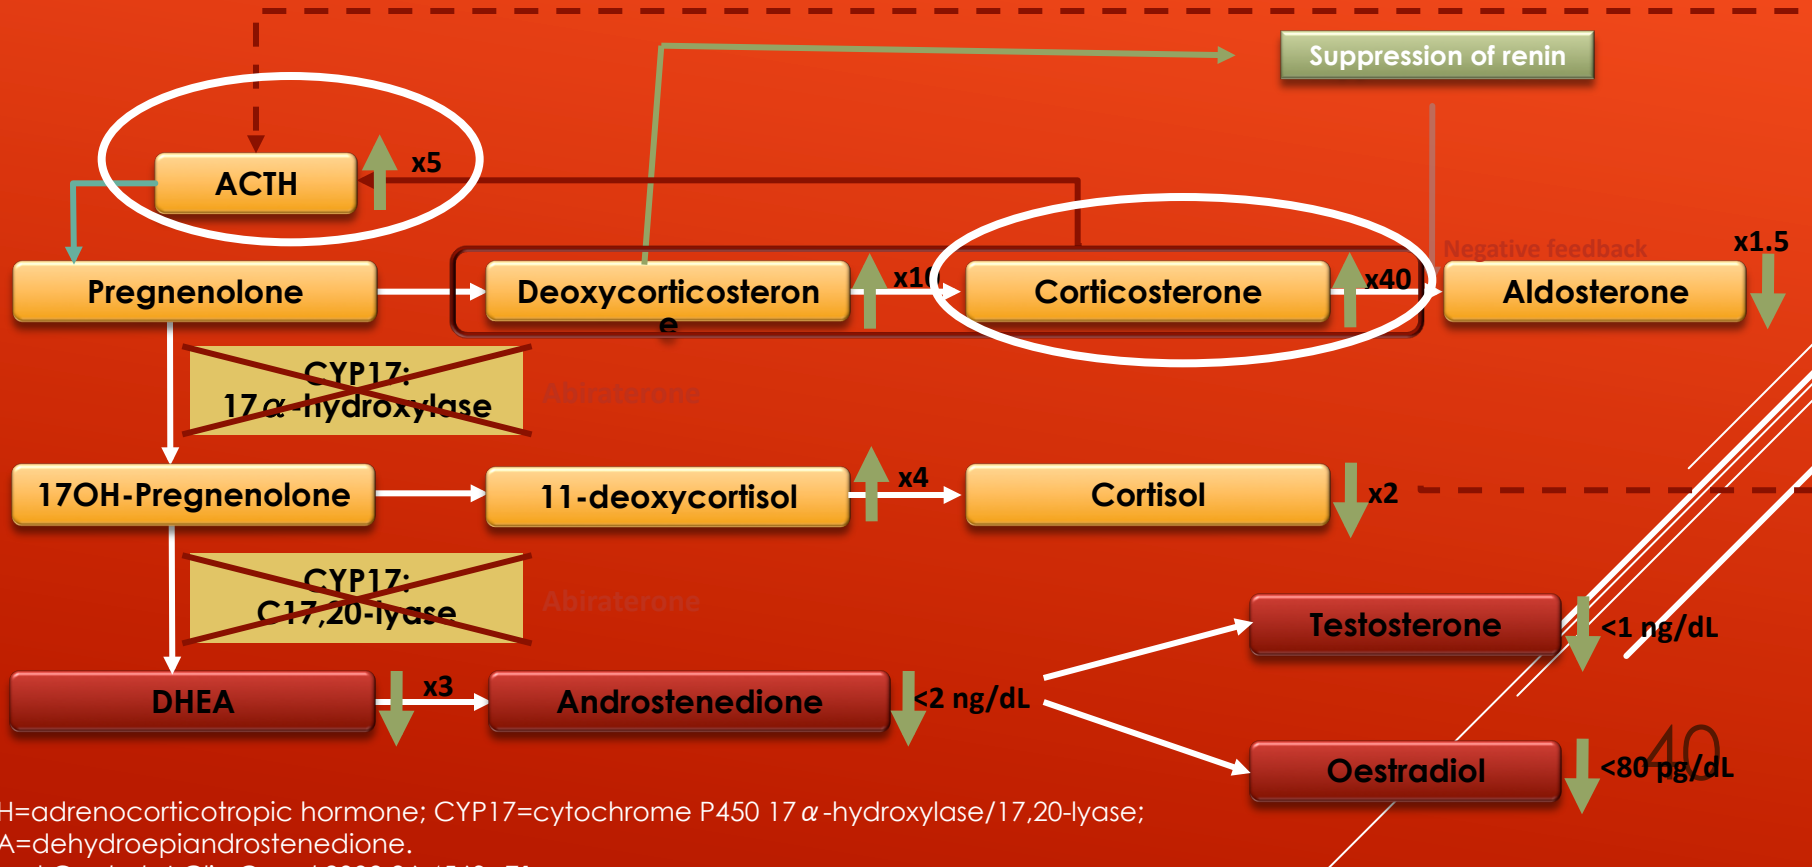 Suppression of renin
ACTH
x5
Negative feedback
x1.5
Pregnenolone
Deoxycorticosteron
e
x10
Corticosterone
x40
Aldosterone
CYP17:
17α-hydroxylase
Abiraterone
17OH-Pregnenolone
11-deoxycortisol
x4
Cortisol
x2
CYP17:
C17,20-lyase
Abiraterone
Testosterone
<1 ng/dL
DHEA
x3
Androstenedione
<2 ng/dL
Oestradiol
<80 pg/dL
40
H=adrenocorticotropic hormone; CYP17=cytochrome P450 17α-hydroxylase/17,20-lyase;
A=dehydroepiandrostenedione.